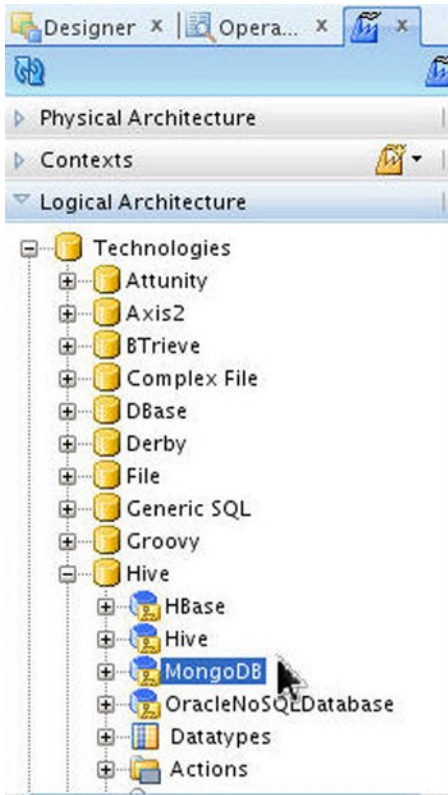 Designer x Opera... x x
Physical Architecture
Contexts
Logical Architecture
Technologies
Attunity
Axis2
BTrieve
Complex File
DBase
Derby
File
Generic SQL
Groovy
Hive
HBase
Hive
MongoDB
OracleNoSQLDatabase
Datatypes
Actions